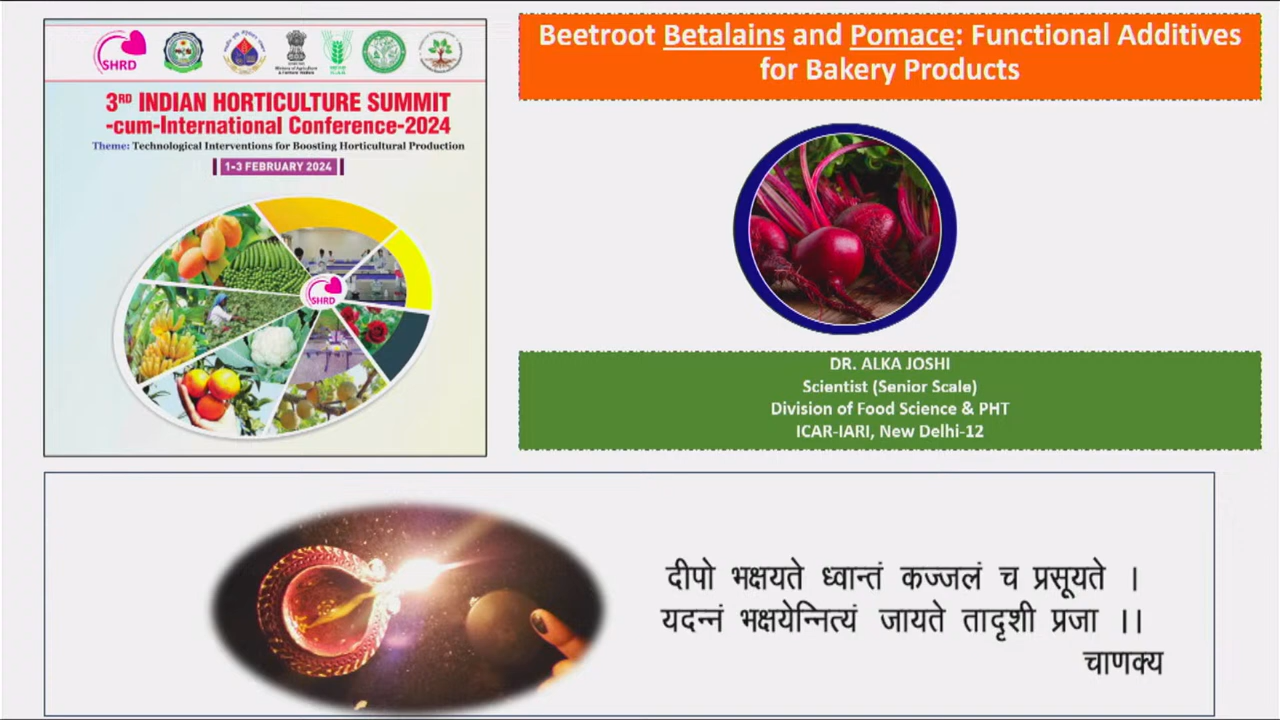 SHRD
3RD INDIAN HORTICULTURE SUMMIT
-cum-International Conference-2024
Theme: Technological Interventions for Boosting Horticultural Production
1-3 FEBRUARY 2024
SHRD
Beetroot Betalains and Pomace: Functional Additives
for Bakery Products
DR. ALKA JOSHI
Scientist (Senior Scale)
Division of Food Science & PHT
ICAR-IARI, New Delhi-12
दीपो भक्षयते ध्वान्तं कज्जलं च प्रसूयते ।
यदन्नं भक्षयेन्नित्यं जायते तादृशी प्रजा ।।
चाणक्य